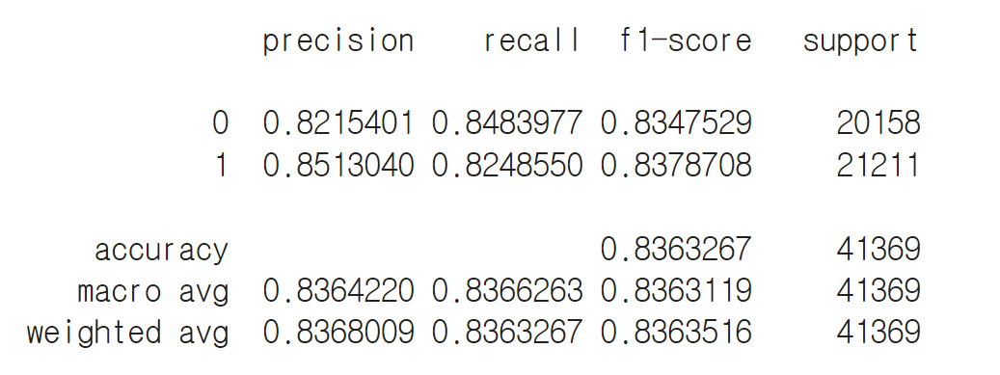 precision recall f1-score support
0 0.8215401 0.8483977 0.8347529 20158
1 0.8513040 0.8248550 0.8378708 21211
accuracy 0.8363267 41369
macro avg 0.8364220 0.8366263 0.8363119 41369
weighted avg 0.8368009 0.8363267 0.8363516 41369